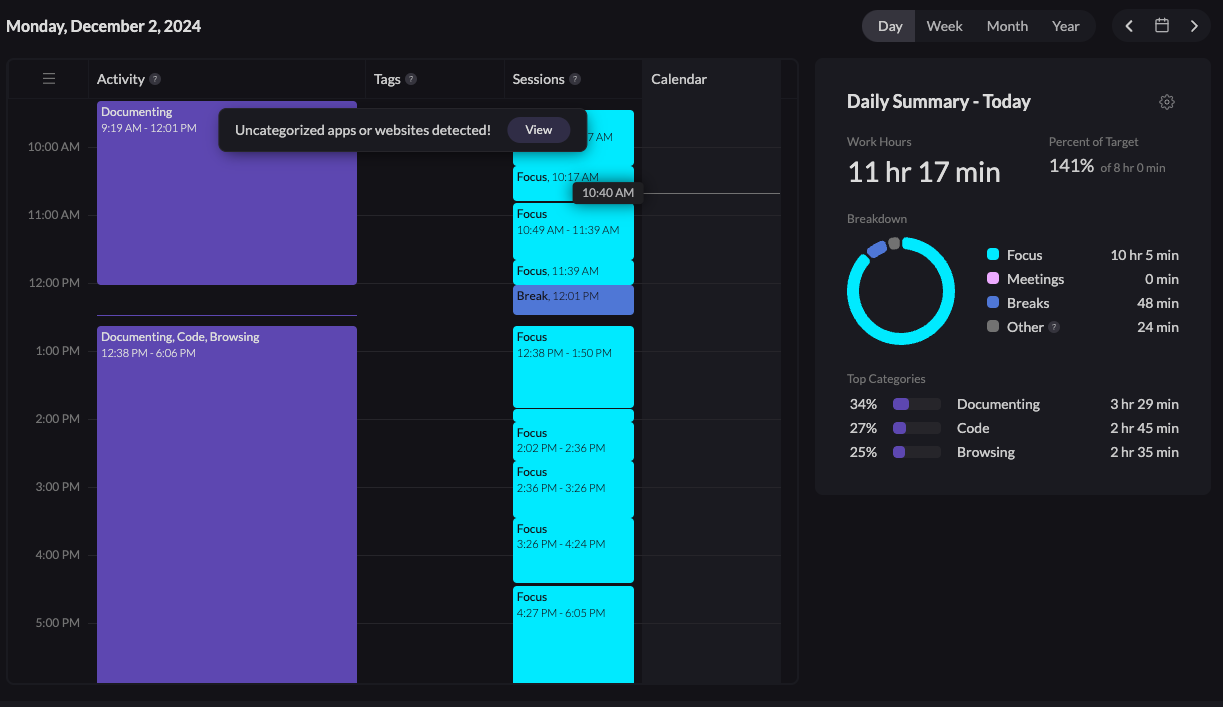 Monday, December 2, 2024
Day Week Month Year
Activity ?
Tags ?
Sessions ?
Calendar
10:00 AM
11:00 AM
12:00 PM
1:00 PM
2:00 PM
3:00 PM
4:00 PM
5:00 PM
Documenting
9:19 AM - 12:01 PM
Documenting, Code, Browsing
12:38 PM - 6:06 PM
Uncategorized apps or websites detected! View
7 AM
Focus, 10:17 AM
10:40 AM
Focus
10:49 AM - 11:39 AM
Focus, 11:39 AM
Break, 12:01 PM
Focus
12:38 PM - 1:50 PM
Focus
2:02 PM - 2:36 PM
Focus
2:36 PM - 3:26 PM
Focus
3:26 PM - 4:24 PM
Focus
4:27 PM - 6:05 PM
Daily Summary - Today
Work Hours
11 hr 17 min
Percent of Target
141% of 8 hr 0 min
Breakdown
Focus 10 hr 5 min
Meetings 0 min
Breaks 48 min
Other ? 24 min
Top Categories
34% Documenting 3 hr 29 min
27% Code 2 hr 45 min
25% Browsing 2 hr 35 min